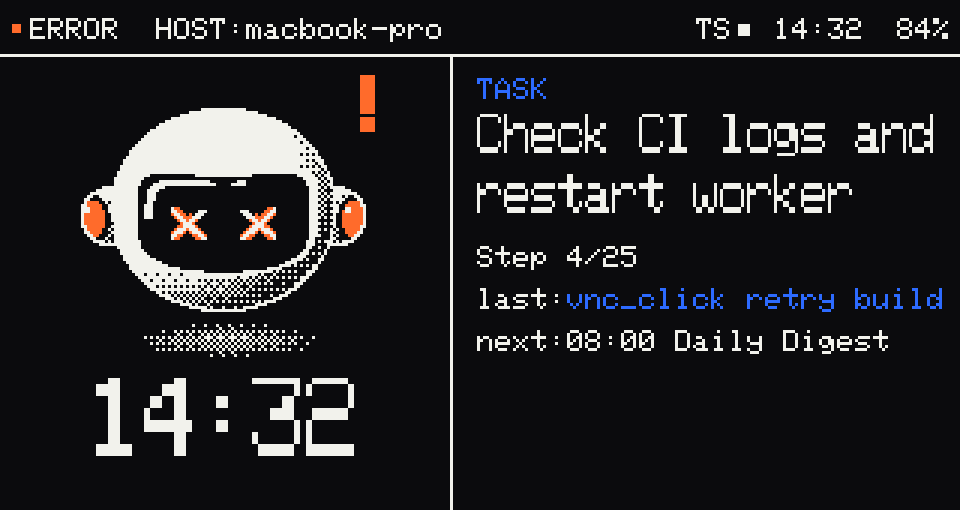 ERROR HOST:macbook-pro TS 14:32 84%
!
14:32
TASK
Check CI logs and
restart worker
Step 4/25
last:vnc_click retry build
next:08:00 Daily Digest